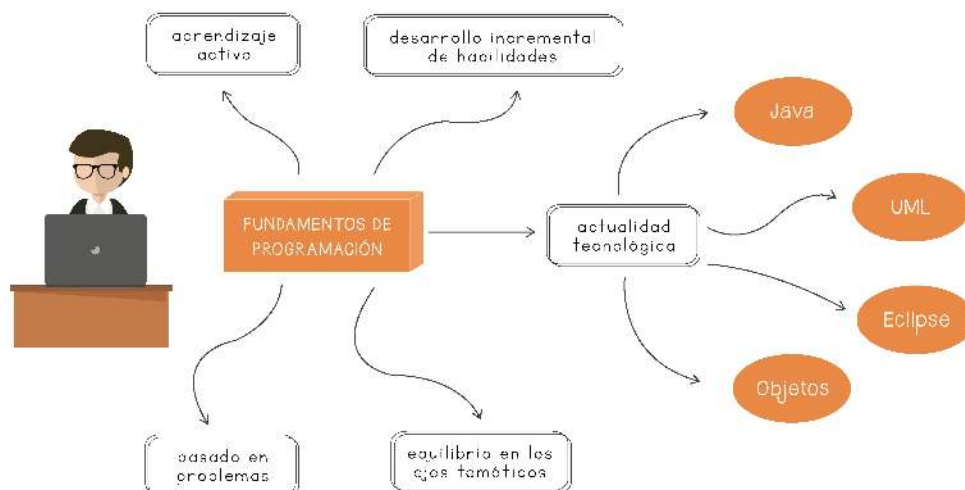 aprendizaje
activo
desarrollo incremental
de habilidades
Java
FUNDAMENTOS DE
PROGRAMACIÓN
actualidad
tecnológica
UML
Eclipse
Objetos
basado en
problemas
equilibrio en los
ejes temáticos